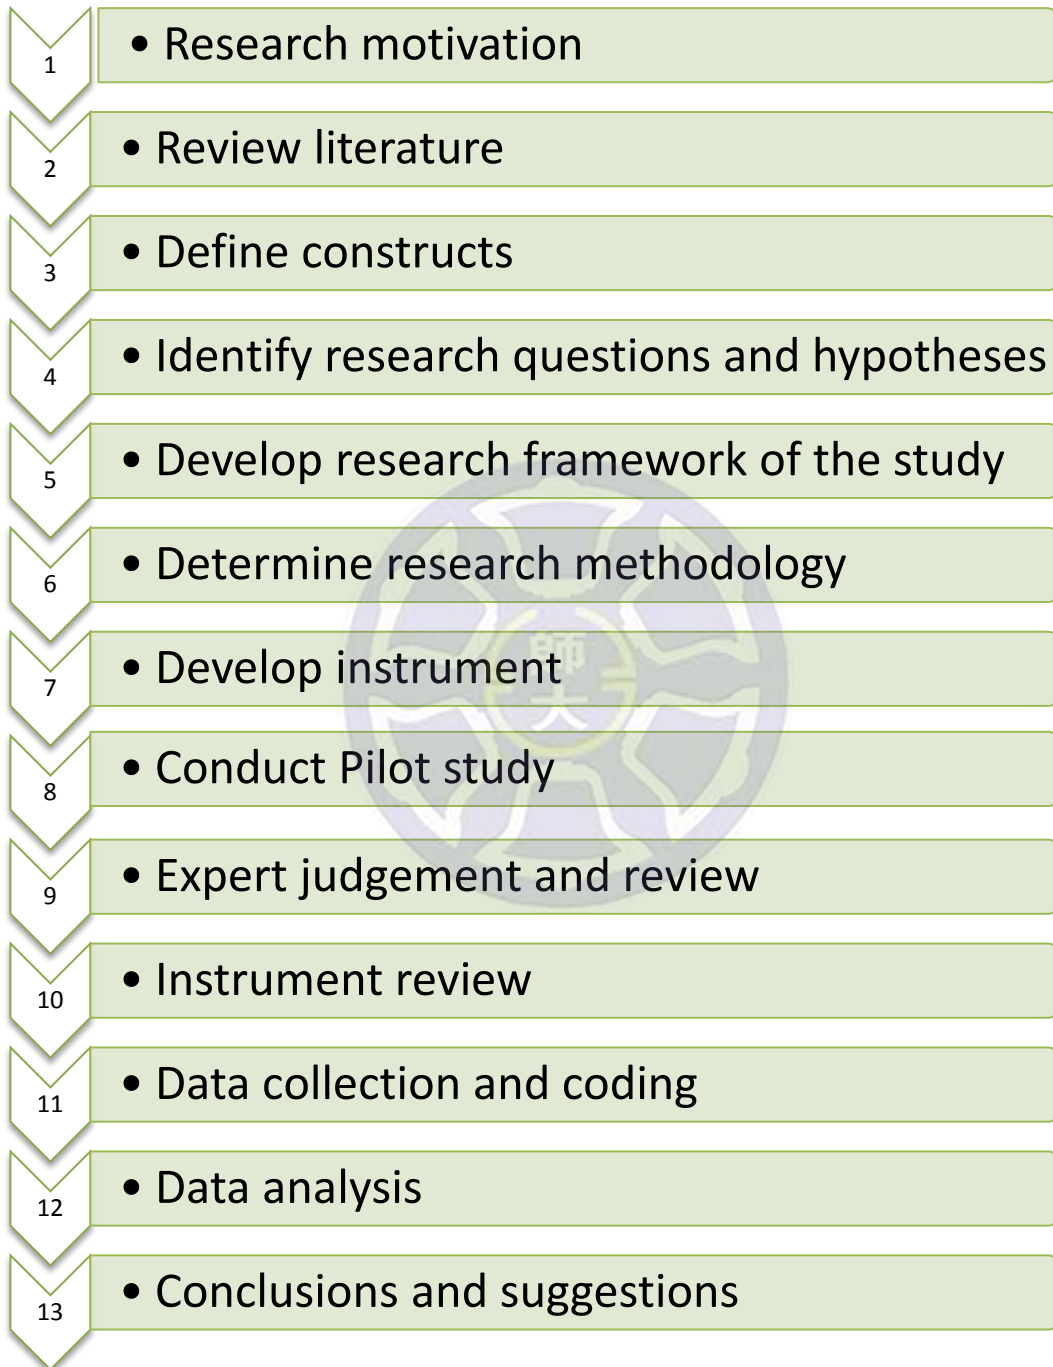 1
• Research motivation
2
• Review literature
3
• Define constructs
4
• Identify research questions and hypotheses
5
• Develop research framework of the study
6
• Determine research methodology
7
• Develop instrument
8
• Conduct Pilot study
9
• Expert judgement and review
10
• Instrument review
11
• Data collection and coding
12
• Data analysis
13
• Conclusions and suggestions
師大